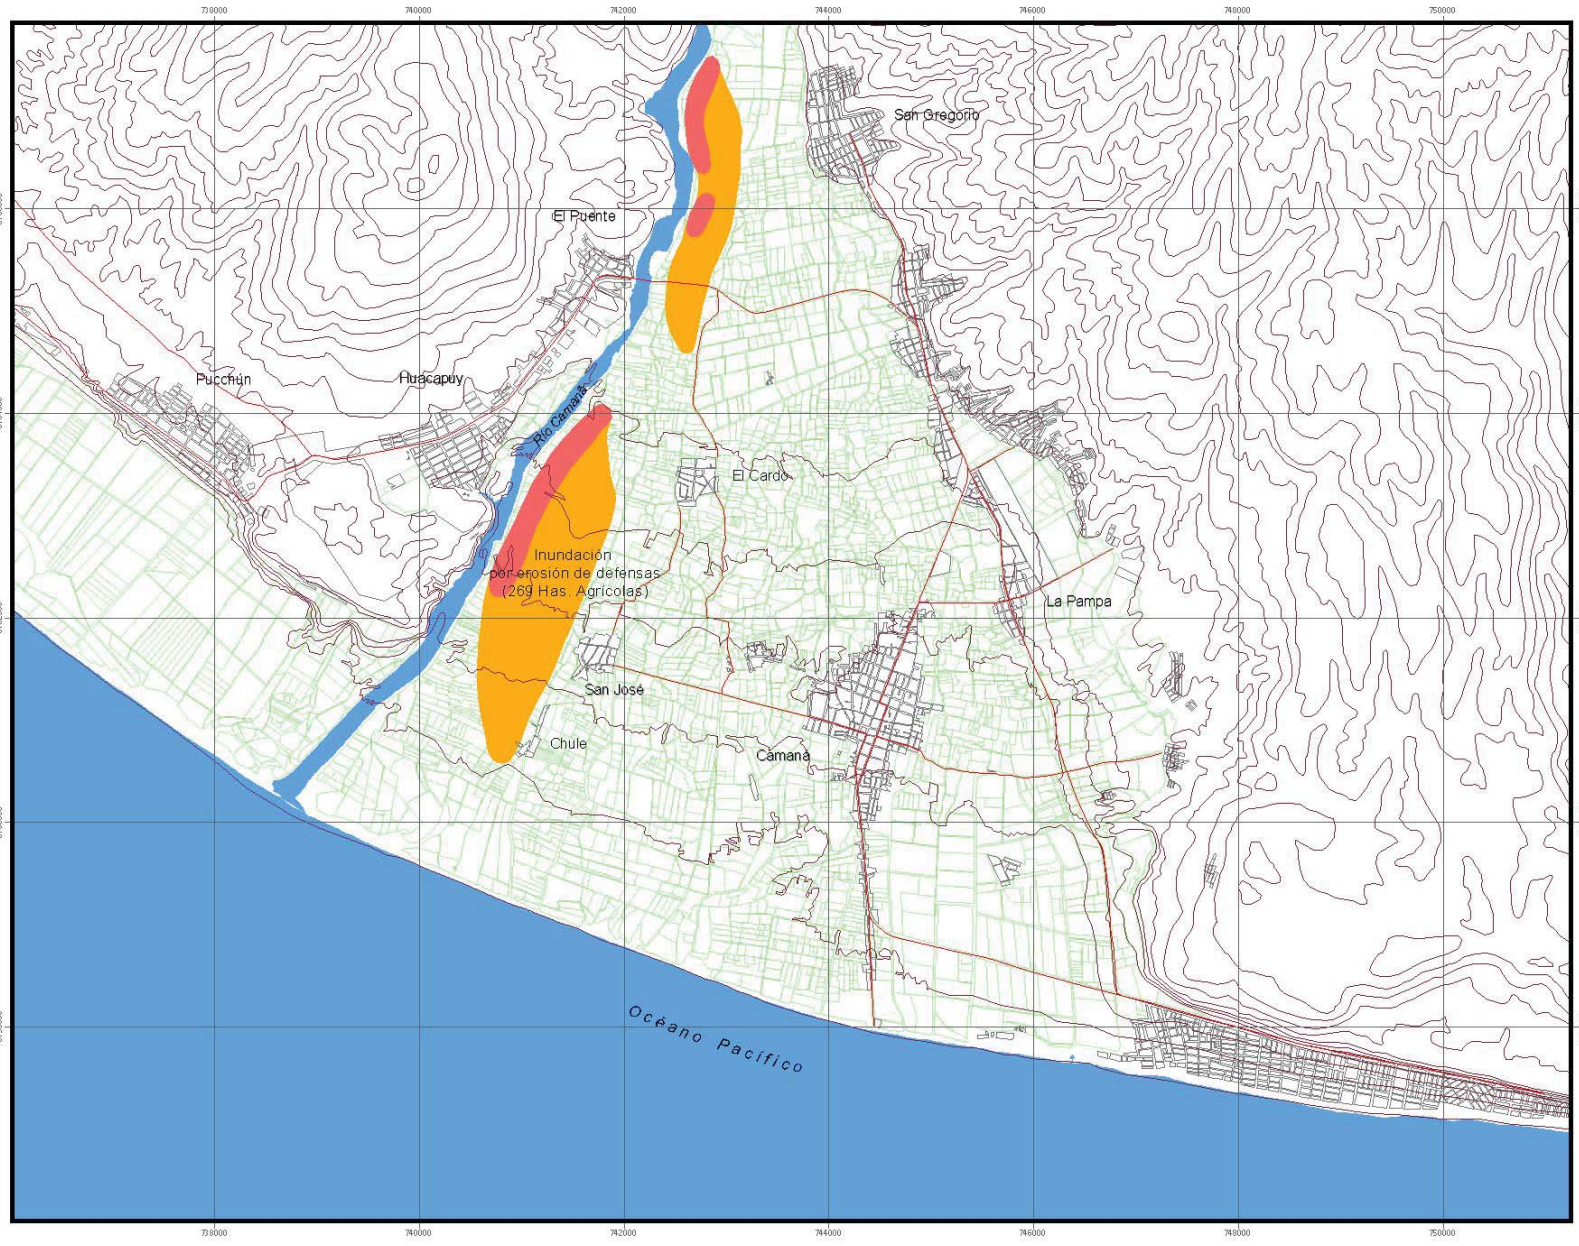 738000 740000 742000 744000 746000 748000 750000
San Gregorio
El Puente
Pucchún
Huacapuy
Río Camaná
El Cardo
Inundación
por erosión de defensas
(269 Has. Agrícolas)
La Pampa
San José
Chule
Camaná
Océano Pacífico
738000 740000 742000 744000 746000 748000 750000